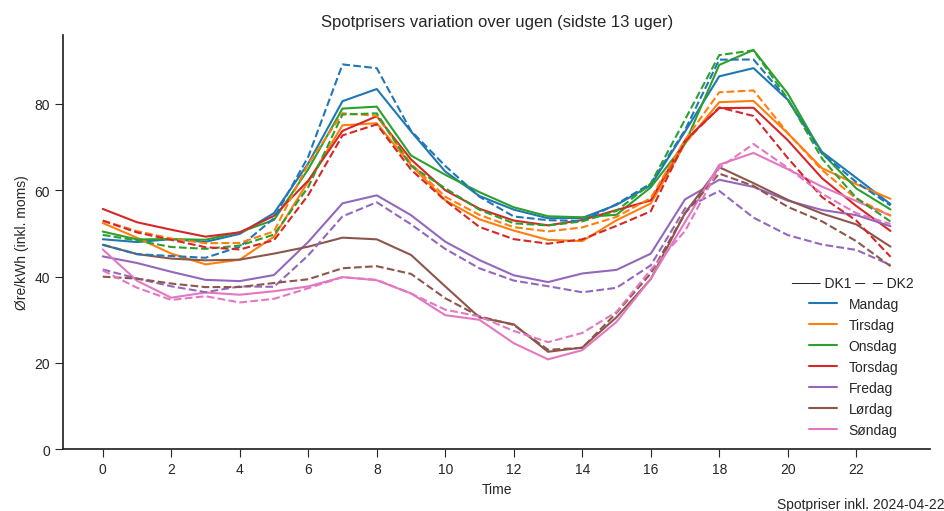 Spotprisers variation over ugen (sidste 13 uger)
Øre/kWh (inkl. moms)
80
60
40
20
0
0 2 4 6 8 10 12 14 16 18 20 22
Time
DK1 DK2
Mandag
Tirsdag
Onsdag
Torsdag
Fredag
Lørdag
Søndag
Spotpriser inkl. 2024-04-22